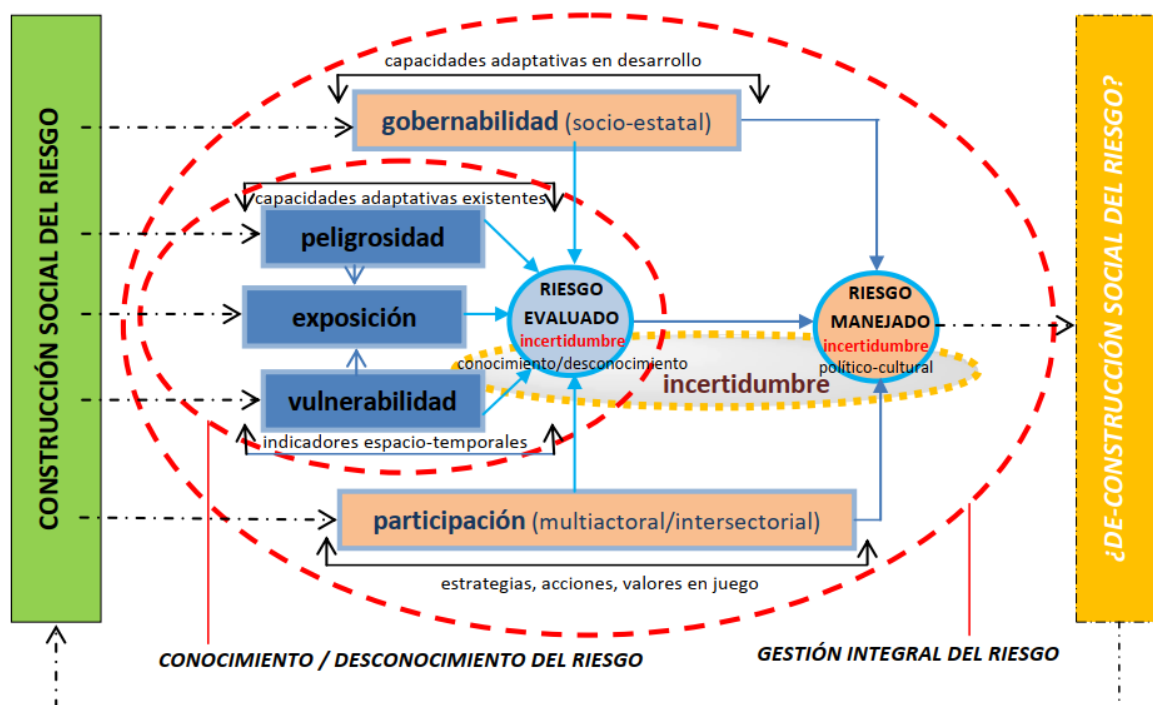 CONSTRUCCIÓN SOCIAL DEL RIESGO
capacidades adaptativas en desarrollo
gobernabilidad (socio-estatal)
capacidades adaptativas existentes
peligrosidad
exposición
vulnerabilidad
indicadores espacio-temporales
RIESGO
EVALUADO
incertidumbre
conocimiento/desconocimiento
incertidumbre
RIESGO
MANEJADO
incertidumbre
político-cultural
participación (multiactoral/intersectorial)
estrategias, acciones, valores en juego
CONOCIMIENTO / DESCONOCIMIENTO DEL RIESGO
GESTIÓN INTEGRAL DEL RIESGO
¿DE-CONSTRUCCIÓN SOCIAL DEL RIESGO?